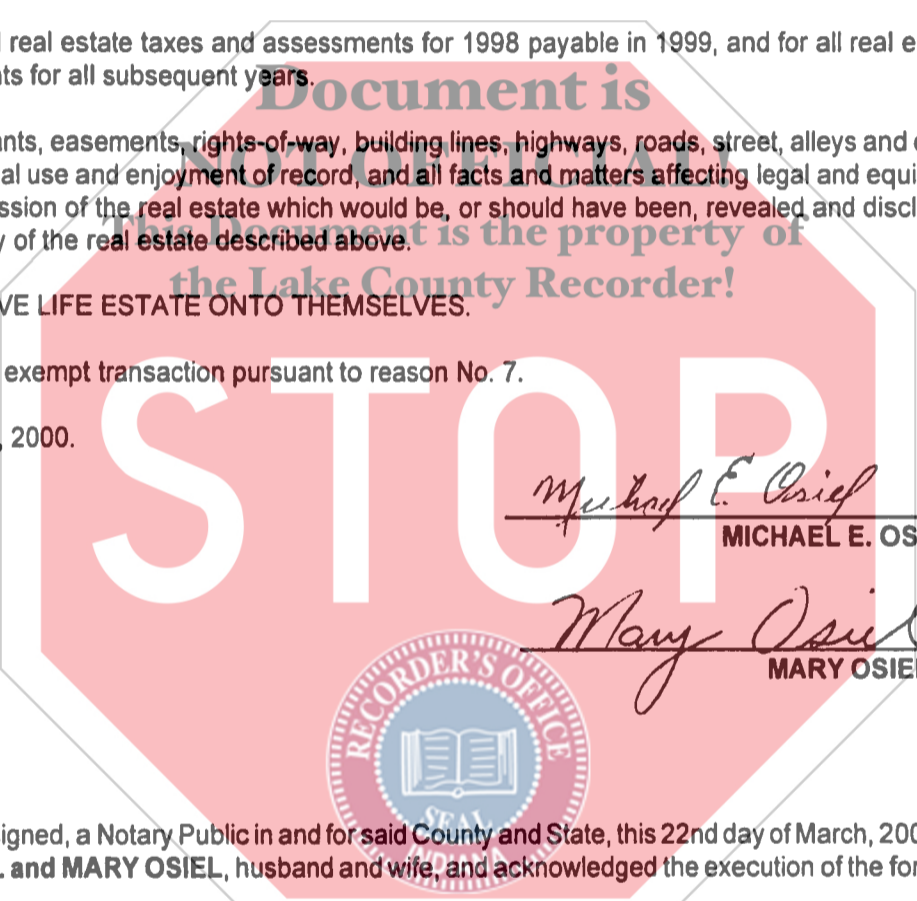 l real estate taxes and assessments for 1998 payable in 1999, and for all real e
nts for all subsequent years.
Document is
ants, easements, rights-of-way, building lines, highways, roads, street, alleys and
NOT OFFICIAL!
al use and enjoyment of record, and all facts and matters affecting legal and equi
ssion of the real estate which would be, or should have been, revealed and discl
This Document is the property of
y of the real estate described above.
the Lake County Recorder!
VE LIFE ESTATE ONTO THEMSELVES.
exempt transaction pursuant to reason No. 7.
, 2000.
STOP
Michael E. Osiel
MICHAEL E. OS
Mary Osiel
MARY OSIEL
RECORDER'S OFFICE
SEAL
INDIANA
igned, a Notary Public in and for said County and State, this 22nd day of March, 200
. and MARY OSIEL, husband and wife, and acknowledged the execution of the for